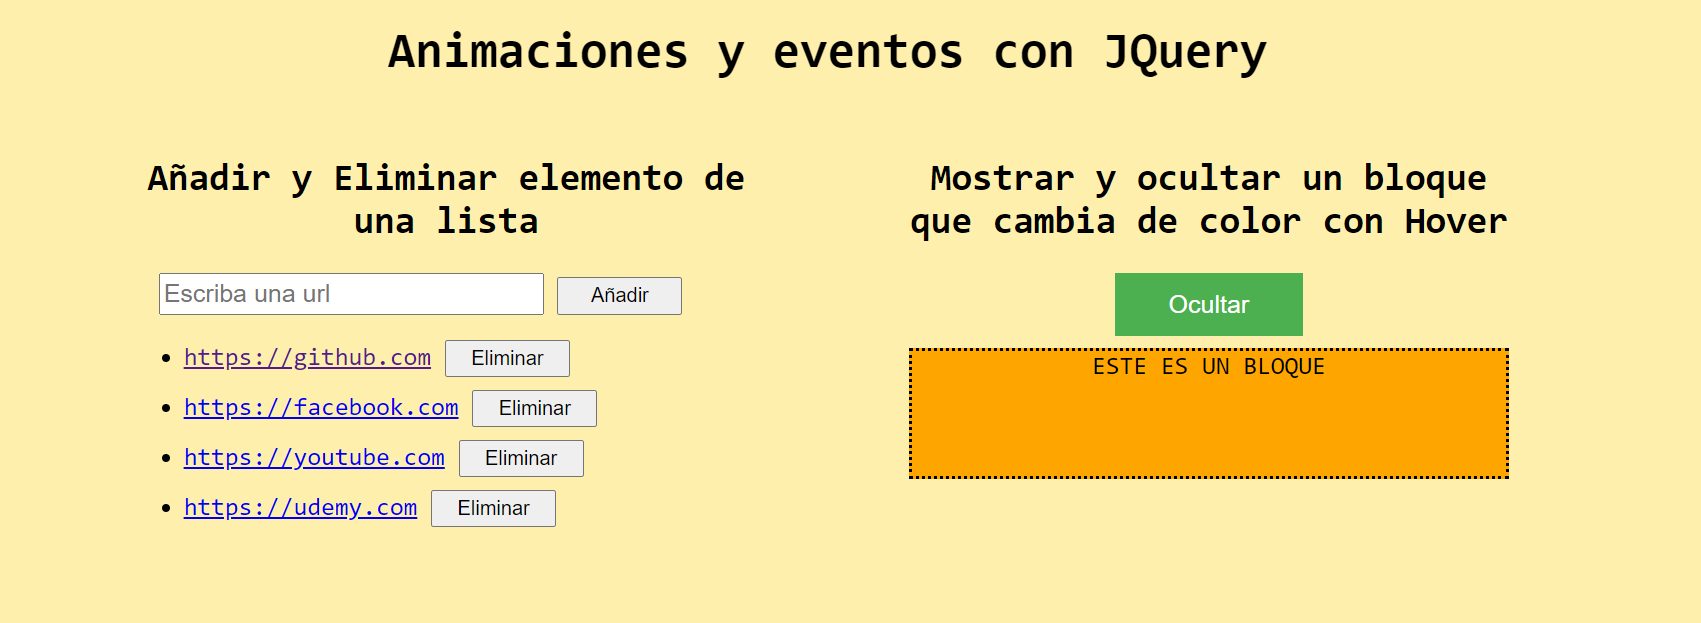 Animaciones y eventos con JQuery
Añadir y Eliminar elemento de
una lista
Escriba una url
Añadir
https://github.com
Eliminar
https://facebook.com
Eliminar
https://youtube.com
Eliminar
https://udemy.com
Eliminar
Mostrar y ocultar un bloque
que cambia de color con Hover
Ocultar
ESTE ES UN BLOQUE